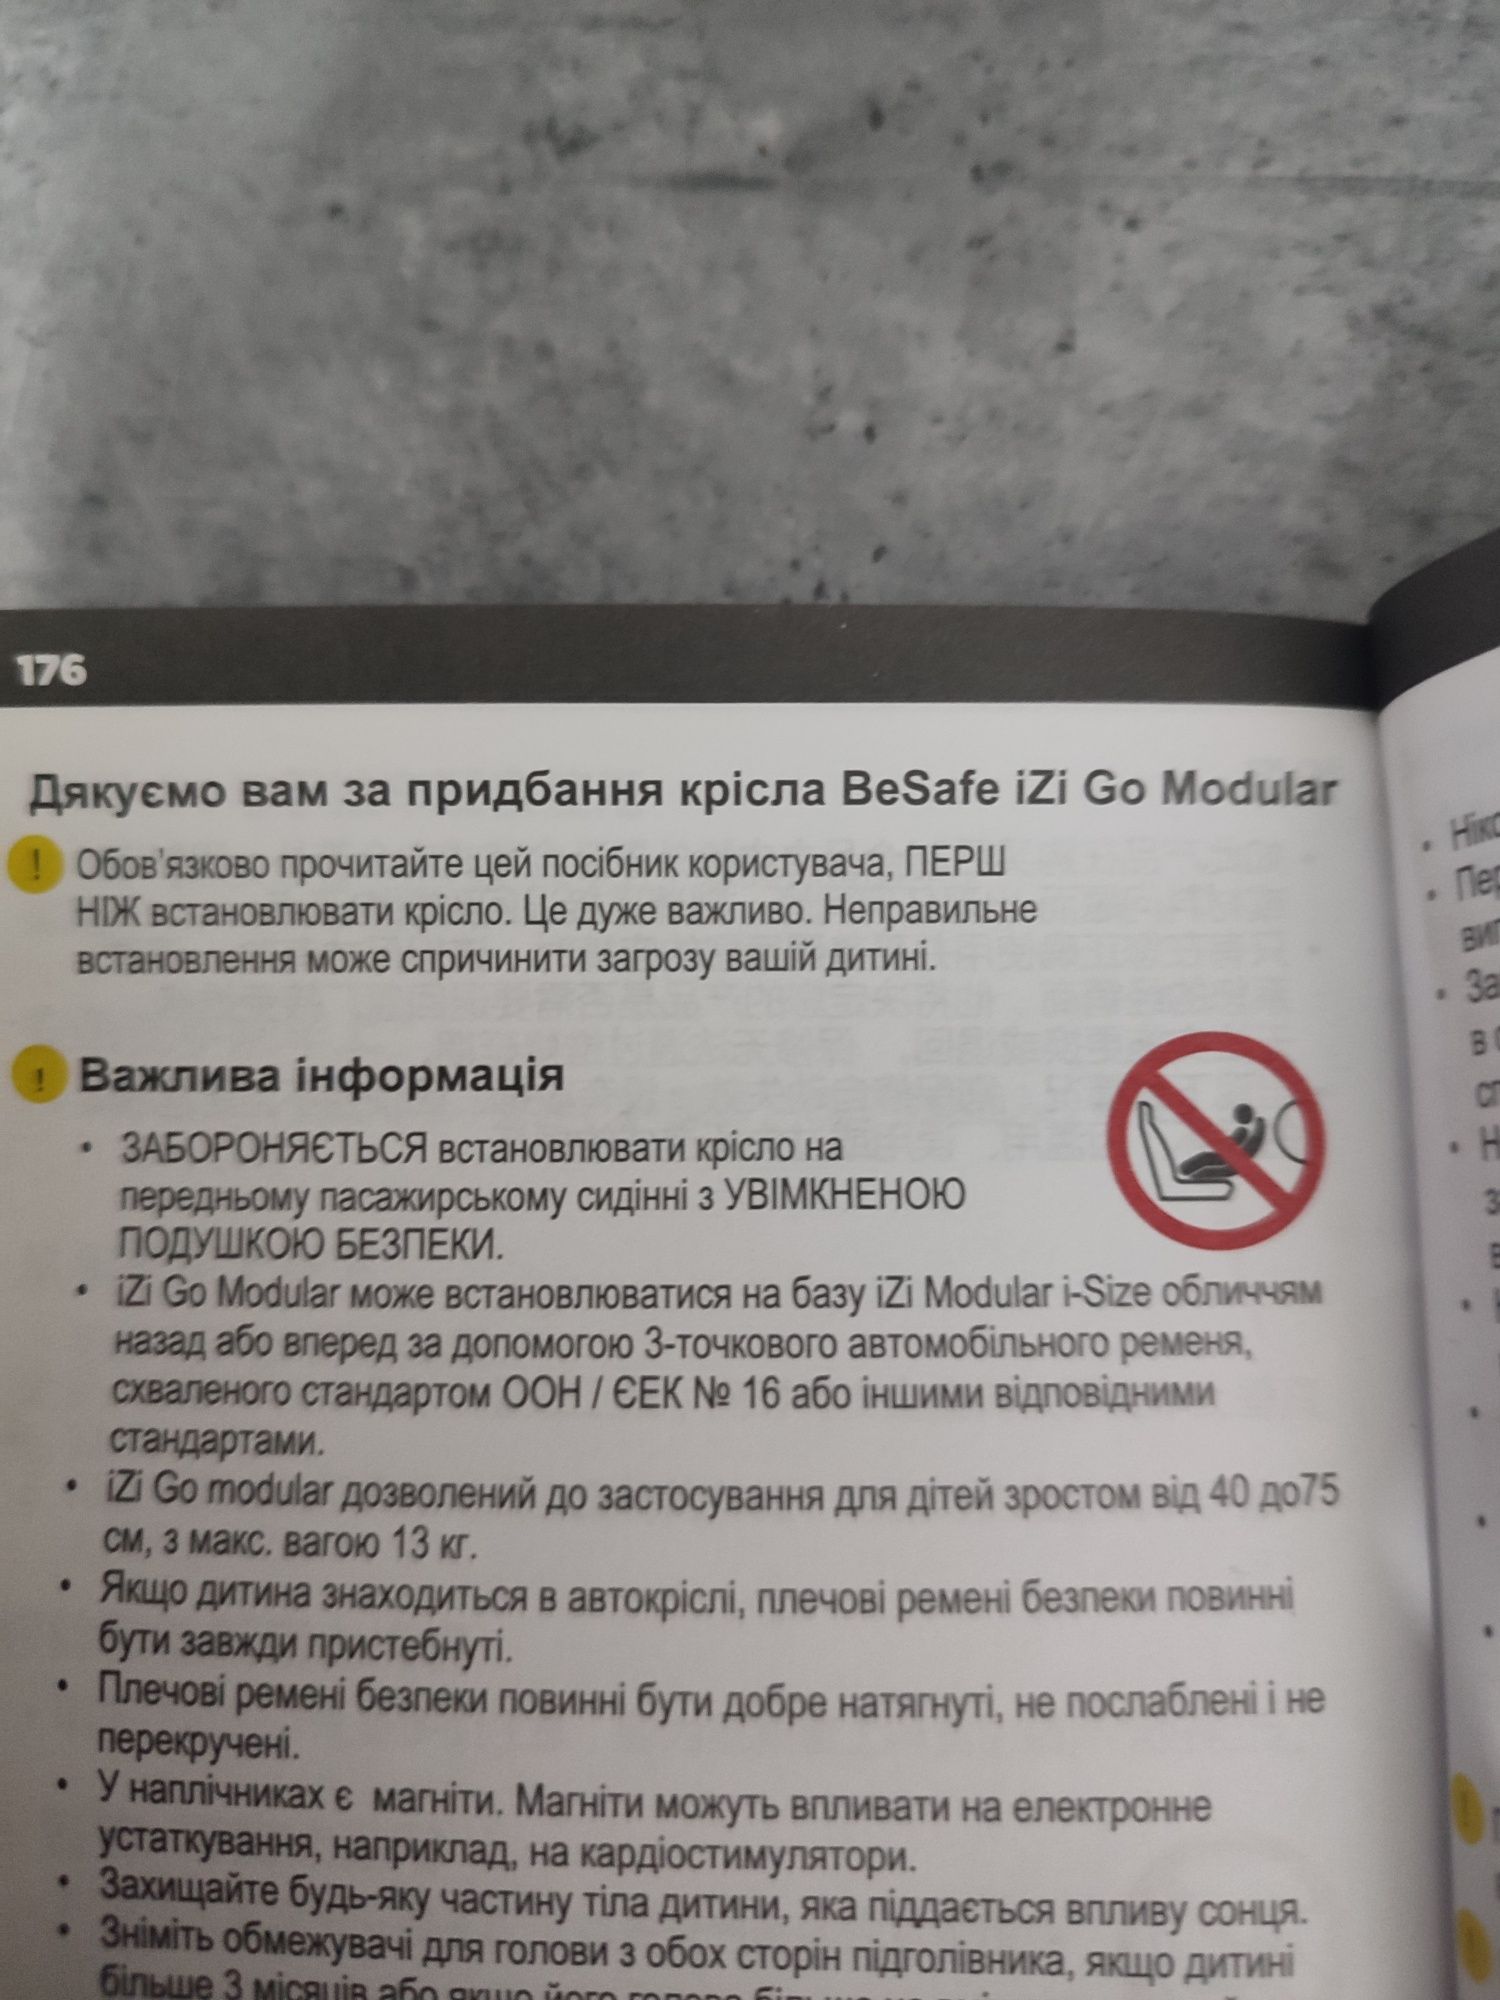 176
Дякуємо вам за придбання крісла BeSafe iZi Go Modular
! Обов'язково прочитайте цей посібник користувача, ПЕРШ
НІЖ встановлювати крісло. Це дуже важливо. Неправильне
встановлення може спричинити загрозу вашій дитині.
! Важлива інформація
• ЗАБОРОНЯЄТЬСЯ встановлювати крісло на
передньому пасажирському сидінні з УВІМКНЕНОЮ
ПОДУШКОЮ БЕЗПЕКИ.
• iZi Go Modular може встановлюватися на базу iZi Modular i-Size обличчям
назад або вперед за допомогою 3-точкового автомобільного ременя,
схваленого стандартом ООН / ЄЕК № 16 або іншими відповідними
стандартами.
• iZi Go modular дозволений до застосування для дітей зростом від 40 до75
см, з макс. вагою 13 кг.
• Якщо дитина знаходиться в автокріслі, плечові ремені безпеки повинні
бути завжди пристебнуті.
• Плечові ремені безпеки повинні бути добре натягнуті, не послаблені і не
перекручені.
• У наплічниках є магніти. Магніти можуть впливати на електронне
устаткування, наприклад, на кардіостимулятори.
• Захищайте будь-яку частину тіла дитини, яка піддається впливу сонця.
• Зніміть обмежувачі для голови з обох сторін підголівника, якщо дитині
більше 3 місяців або якщо його голова